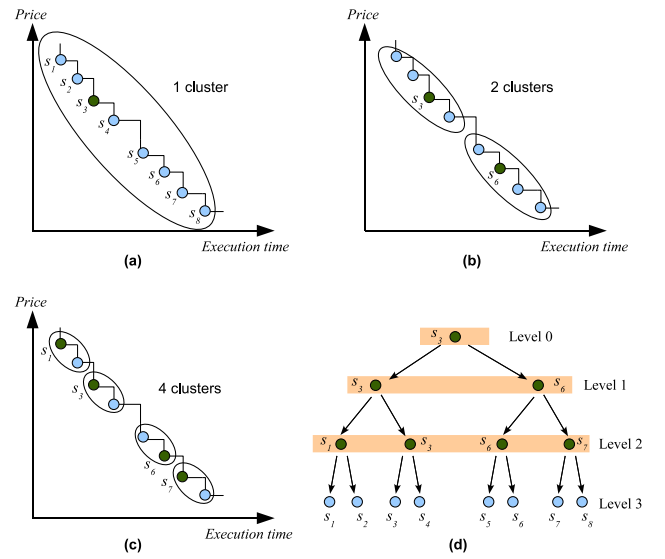 Price
s1
s2
s3
s4
s5
s6
s7
s8
1 cluster
Execution time
(a)
Price
s3
s6
2 clusters
Execution time
(b)
Price
s1
s3
s6
s7
4 clusters
Execution time
(c)
s3 Level 0
s3 s6 Level 1
s1 s3 s6 s7 Level 2
Level 3
s1 s2 s3 s4 s5 s6 s7 s8
(d)